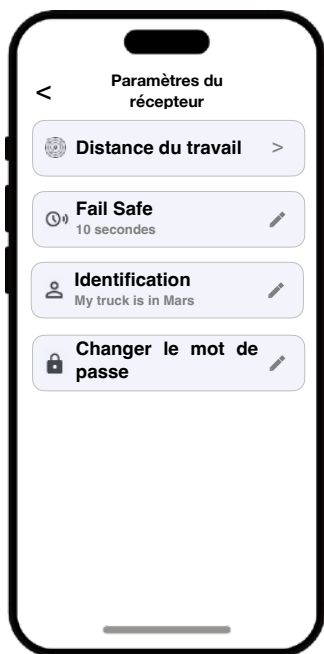 <
Paramètres du
récepteur
Distance du travail >
Fail Safe
10 secondes
Identification
My truck is in Mars
Changer le mot de
passe